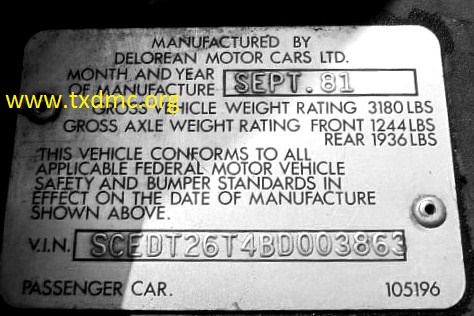 MANUFACTURED BY
DELOREAN MOTOR CARS LTD.
MONTH AND YEAR
OF MANUFACTURE SEPT. 81
www.txdmc.org
GROSS VEHICLE WEIGHT RATING 3180 LBS
GROSS AXLE WEIGHT RATING FRONT 1244 LBS
REAR 1936 LBS
THIS VEHICLE CONFORMS TO ALL
APPLICABLE FEDERAL MOTOR VEHICLE
SAFETY AND BUMPER STANDARDS IN
EFFECT ON THE DATE OF MANUFACTURE
SHOWN ABOVE.
V.I.N. SCEDT26T4BD003863
PASSENGER CAR. 105196